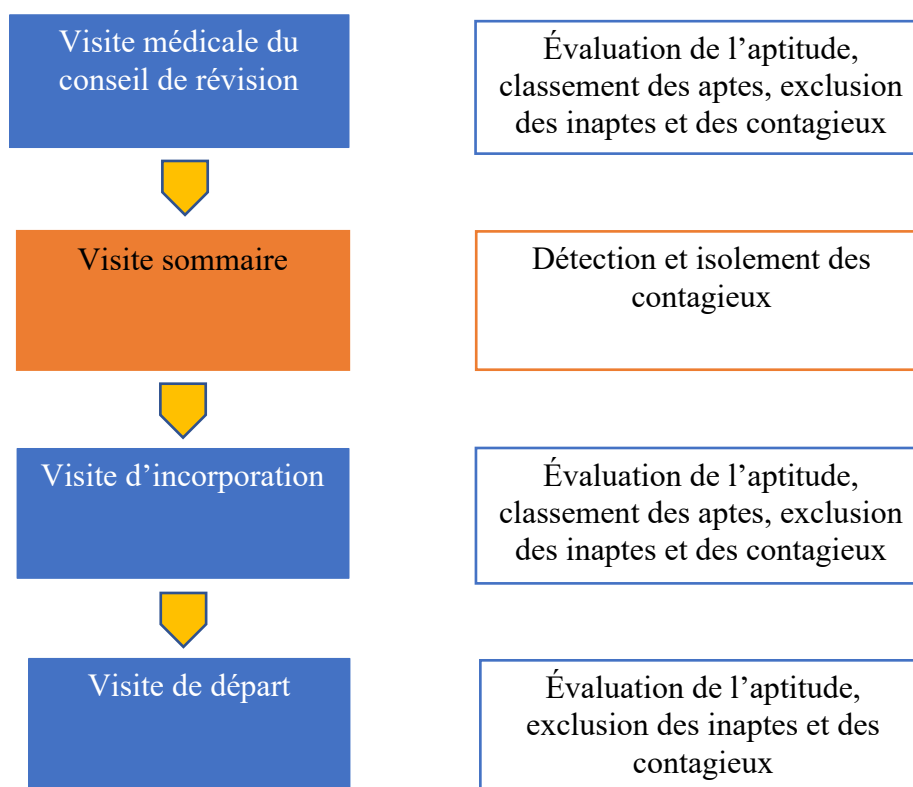 Visite médicale du
conseil de révision
Évaluation de l’aptitude,
classement des aptes, exclusion
des inaptes et des contagieux
Visite sommaire
Détection et isolement des
contagieux
Visite d’incorporation
Évaluation de l’aptitude,
classement des aptes, exclusion
des inaptes et des contagieux
Visite de départ
Évaluation de l’aptitude,
exclusion des inaptes et des
contagieux